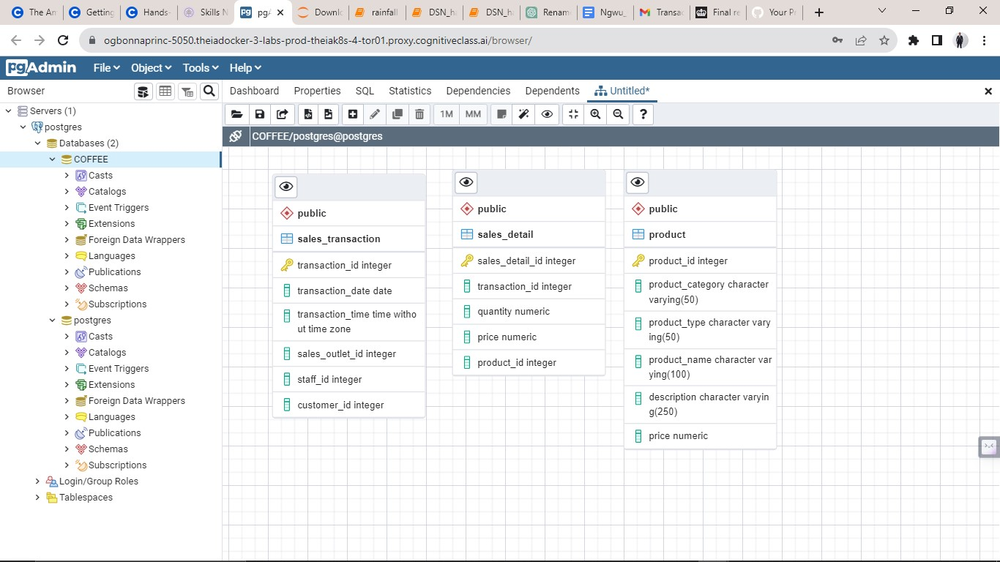 The An
Getting
Hands-
Skills N
pgA
Downlo
rainfall
DSN_ha
DSN_ha
Renam
Ngwu_
Transac
Final re
Your P
ogbonnaprinc-5050.theiadocker-3-labs-prod-theiak8s-4-tor01.proxy.cognitiveclass.ai/browser/
pgAdmin File Object Tools Help
Browser
Dashboard Properties SQL Statistics Dependencies Dependents Untitled*
1M MM ?
COFFEE/postgres@postgres
Servers (1)
postgres
Databases (2)
COFFEE
Casts
Catalogs
Event Triggers
Extensions
Foreign Data Wrappers
Languages
Publications
Schemas
Subscriptions
postgres
Casts
Catalogs
Event Triggers
Extensions
Foreign Data Wrappers
Languages
Publications
Schemas
Subscriptions
Login/Group Roles
Tablespaces
public
sales_transaction
transaction_id integer
transaction_date date
transaction_time time witho
ut time zone
sales_outlet_id integer
staff_id integer
customer_id integer
public
sales_detail
sales_detail_id integer
transaction_id integer
quantity numeric
price numeric
product_id integer
public
product
product_id integer
product_category character
varying(50)
product_type character vary
ing(50)
product_name character var
ying(100)
description character varyin
g(250)
price numeric